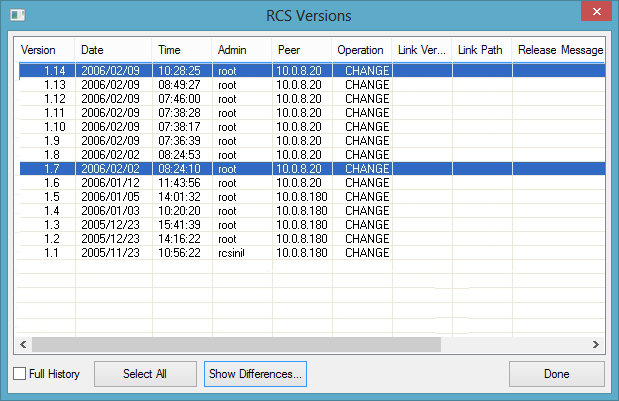 RCS Versions
Version Date Time Admin Peer Operation Link Ver... Link Path Release Message
1.14 2006/02/09 10:28:25 root 10.0.8.20 CHANGE
1.13 2006/02/09 08:49:27 root 10.0.8.20 CHANGE
1.12 2006/02/09 07:46:00 root 10.0.8.20 CHANGE
1.11 2006/02/09 07:38:28 root 10.0.8.20 CHANGE
1.10 2006/02/09 07:38:17 root 10.0.8.20 CHANGE
1.9 2006/02/09 07:36:39 root 10.0.8.20 CHANGE
1.8 2006/02/02 08:24:53 root 10.0.8.20 CHANGE
1.7 2006/02/02 08:24:10 root 10.0.8.20 CHANGE
1.6 2006/01/12 11:43:56 root 10.0.8.20 CHANGE
1.5 2006/01/05 14:01:32 root 10.0.8.180 CHANGE
1.4 2006/01/03 10:20:20 root 10.0.8.180 CHANGE
1.3 2005/12/23 15:41:39 root 10.0.8.180 CHANGE
1.2 2005/12/23 14:16:22 root 10.0.8.180 CHANGE
1.1 2005/11/23 10:56:22 rcsinit 10.0.8.180 CHANGE
Full History Select All Show Differences... Done